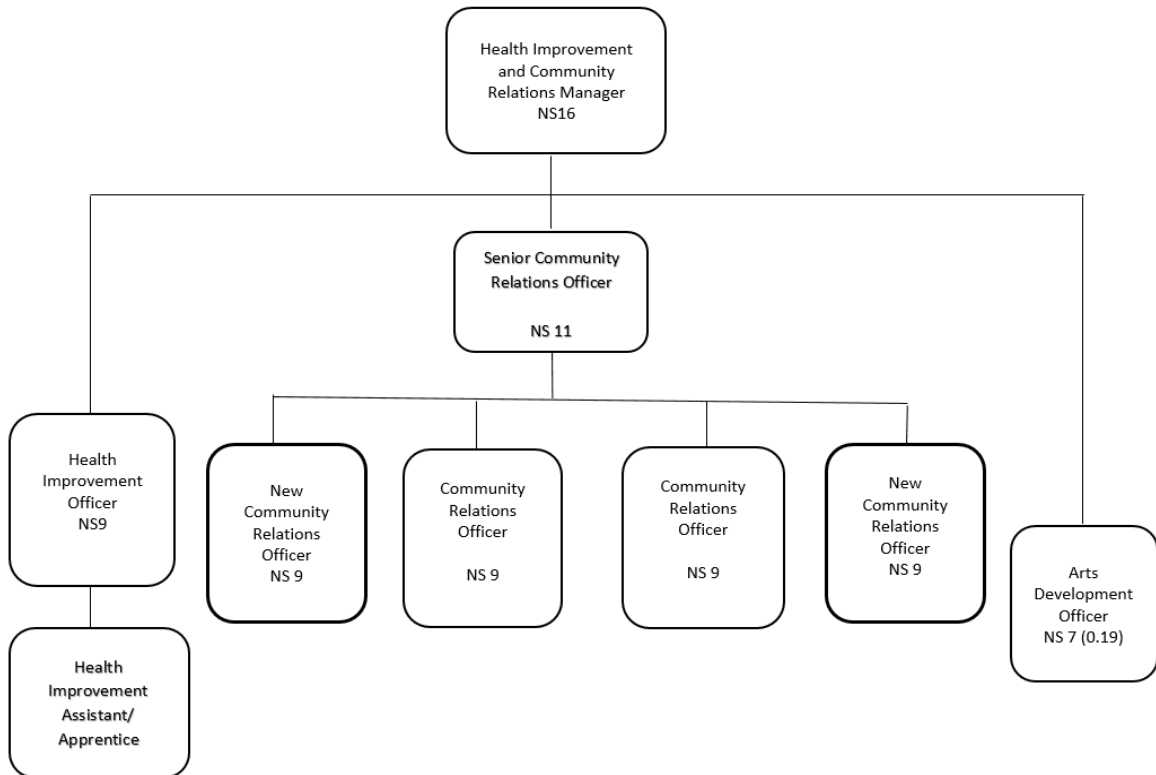 Health Improvement
and Community
Relations Manager
NS16
Senior Community
Relations Officer
NS 11
Health
Improvement
Officer
NS9
New
Community
Relations
Officer
NS 9
Community
Relations
Officer
NS 9
Community
Relations
Officer
NS 9
New
Community
Relations
Officer
NS 9
Arts
Development
Officer
NS 7 (0.19)
Health
Improvement
Assistant/
Apprentice